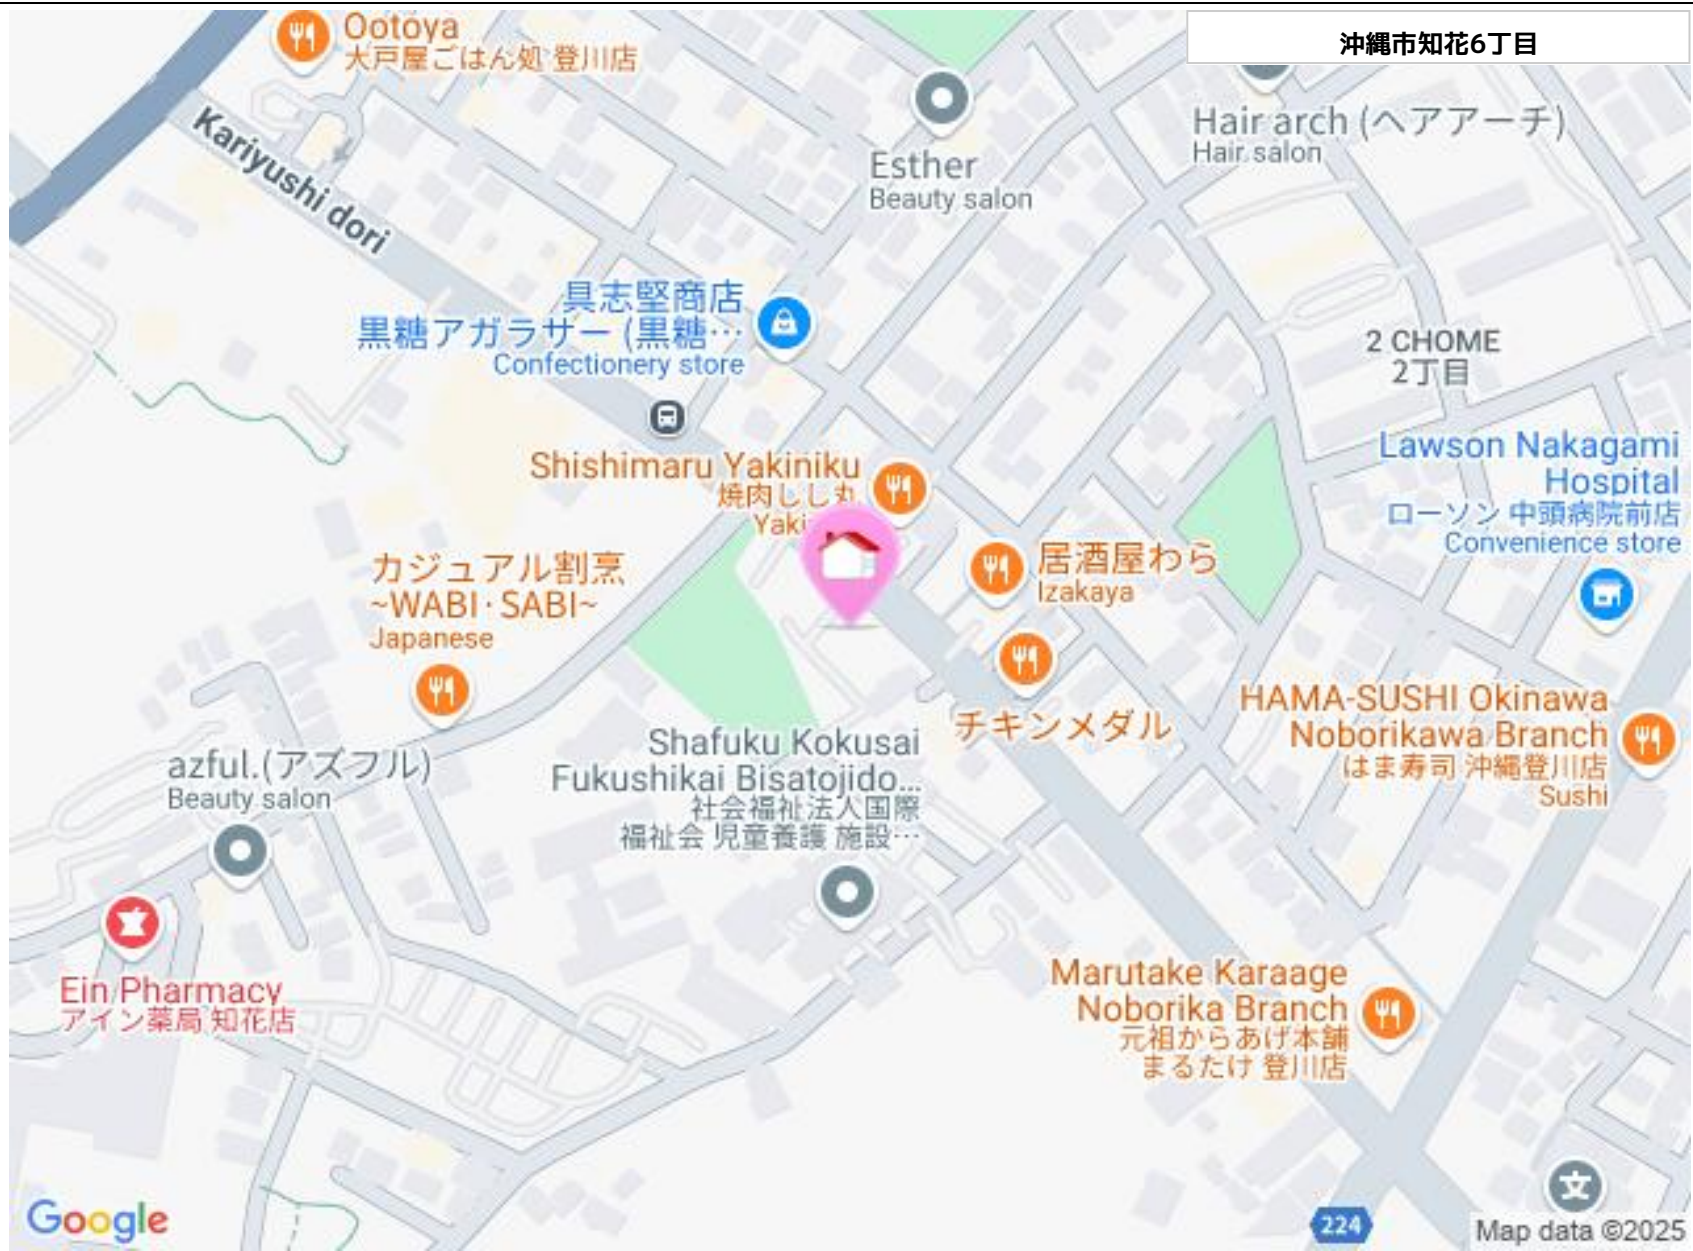 沖縄市知花6丁目
Ootoya
大戸屋ごはん処 登川店
Kariyushi dori
Esther
Beauty salon
Hair arch (ヘアアーチ)
Hair salon
具志堅商店
黒糖アガラサー (黒糖…
Confectionery store
2 CHOME
2丁目
Shishimaru Yakiniku
焼肉しし丸
Yaki
Lawson Nakagami
Hospital
ローソン 中頭病院前店
Convenience store
カジュアル割烹
~WABI · SABI~
Japanese
居酒屋わら
Izakaya
チキンメダル
HAMA-SUSHI Okinawa
Noborikawa Branch
はま寿司 沖縄登川店
Sushi
azful.(アズフル)
Beauty salon
Shafuku Kokusai
Fukushikai Bisatojido...
社会福祉法人国際
福祉会 児童養護 施設…
Ein Pharmacy
アイン薬局 知花店
Marutake Karaage
Noborika Branch
元祖からあげ本舗
まるたけ 登川店
文
224
Google
Map data ©2025